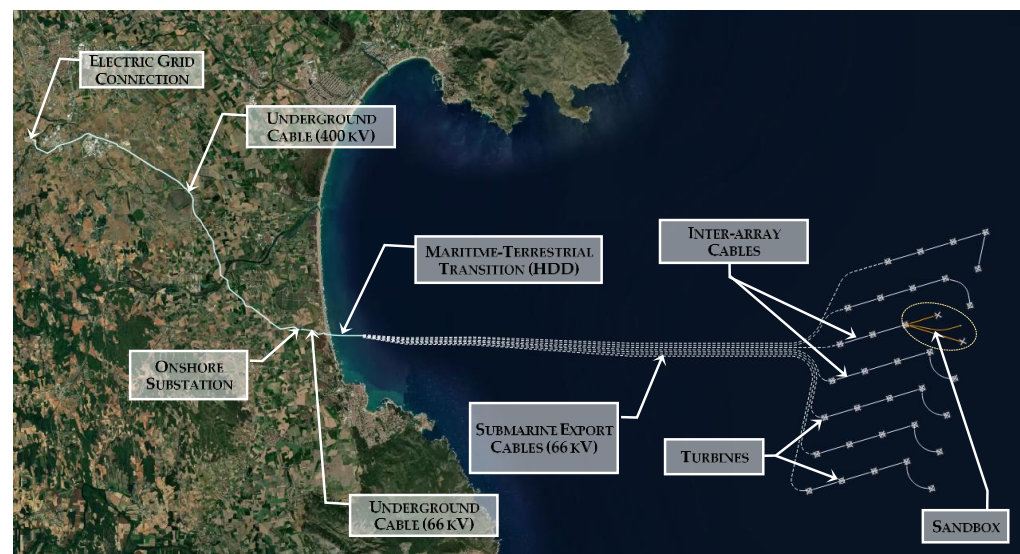 Electric Grid
Connection
Underground
Cable (400 kV)
Maritime-Terrestrial
Transition (HDD)
Inter-array
Cables
Onshore
Substation
Submarine Export
Cables (66 kV)
Turbines
Underground
Cable (66 kV)
Sandbox